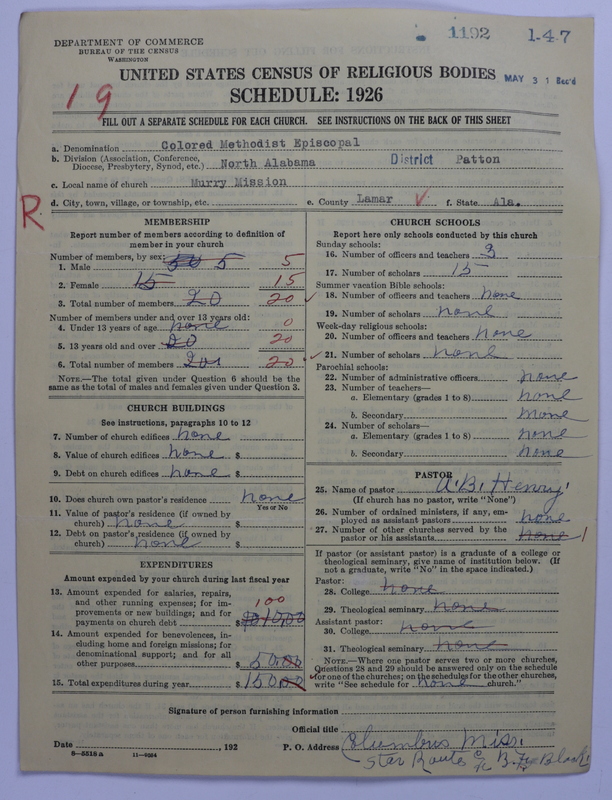 1192
1-4-7
DEPARTMENT OF COMMERCE
BUREAU OF THE CENSUS
WASHINGTON
UNITED STATES CENSUS OF RELIGIOUS BODIES
MAY 31 Rec'd
SCHEDULE: 1926
19
FILL OUT A SEPARATE SCHEDULE FOR EACH CHURCH. SEE INSTRUCTIONS ON THE BACK OF THIS SHEET
a. Denomination Colored Methodist Episcopal
b. Division (Association, Conference, Diocese, Presbytery, Synod, etc.) North Alabama District Patton
c. Local name of church Murry Mission
R
d. City, town, village, or township, etc. e. County Lamar f. State Ala.
MEMBERSHIP
Report number of members according to definition of
member in your church
Number of members, by sex:
1. Male 5 5
2. Female 15 15
3. Total number of members 20 20
Number of members under and over 13 years old:
4. Under 13 years of age none 0
5. 13 years old and over 20 20
6. Total number of members 20
NOTE.—The total given under Question 6 should be
same as the total of males and females given under Question 3.
CHURCH BUILDINGS
See instructions, paragraphs 10 to 12
7. Number of church edifices none
8. Value of church edifices none $
9. Debt on church edifices none $
10. Does church own pastor's residence none
Yes or No
11. Value of pastor's residence (if owned by
church) none $
12. Debt on pastor's residence (if owned by
church) none $
EXPENDITURES
Amount expended by your church during last fiscal year
13. Amount expended for salaries, repairs,
and other running expenses; for im-
provements or new buildings; and for
payments on church debt $ 100
14. Amount expended for benevolences, in-
cluding home and foreign missions; for
denominational support; and for all
other purposes $ 50.00
15. Total expenditures during year $ 150.00
CHURCH SCHOOLS
Report here only schools conducted by this church
Sunday schools:
16. Number of officers and teachers 3
17. Number of scholars 15
Summer vacation Bible schools:
18. Number of officers and teachers none
19. Number of scholars none
Week-day religious schools:
20. Number of officers and teachers none
21. Number of scholars none
Parochial schools:
22. Number of administrative officers none
23. Number of teachers—
a. Elementary (grades 1 to 8) none
b. Secondary none
24. Number of scholars—
a. Elementary (grades 1 to 8) none
b. Secondary none
PASTOR
25. Name of pastor A.B. Henry
(If church has no pastor, write "None")
26. Number of ordained ministers, if any, em-
ployed as assistant pastors none
27. Number of other churches served by the
pastor or his assistants none 1
If pastor (or assistant pastor) is a graduate of a college or
theological seminary, give name of institution below. (If
not a graduate, write "No" in the space indicated.)
Pastor:
28. College none
29. Theological seminary none
Assistant pastor:
30. College none
31. Theological seminary none
NOTE.—Where one pastor serves two or more churches,
Questions 28 and 29 should be answered only on the schedule
for one of the churches; on the schedules for the other churches,
write "See schedule for none church."
Signature of person furnishing information
Official title
Date , 192 P. O. Address Columbus Miss.
8-5518 a 11-9264
Star Route c/o B. Black